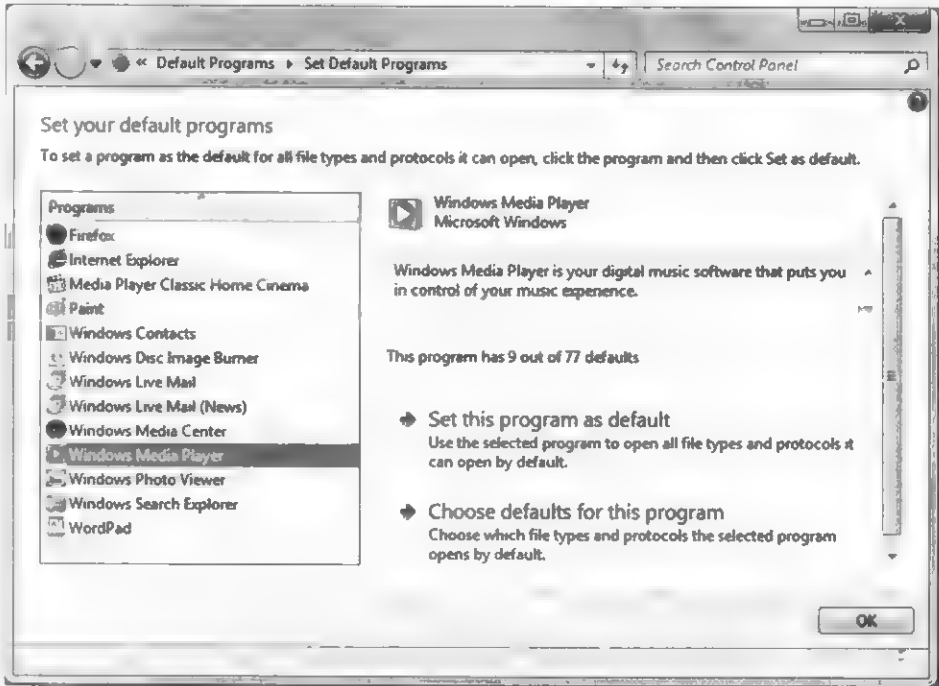 « Default Programs ▸ Set Default Programs
Search Control Panel
Set your default programs
To set a program as the default for all file types and protocols it can open, click the program and then click Set as default.
Programs
Firefox
Internet Explorer
Media Player Classic Home Cinema
Paint
Windows Contacts
Windows Disc Image Burner
Windows Live Mail
Windows Live Mail (News)
Windows Media Center
Windows Media Player
Windows Photo Viewer
Windows Search Explorer
WordPad
Windows Media Player
Microsoft Windows
Windows Media Player is your digital music software that puts you
in control of your music experience.
This program has 9 out of 77 defaults
Set this program as default
Use the selected program to open all file types and protocols it
can open by default.
Choose defaults for this program
Choose which file types and protocols the selected program
opens by default.
OK